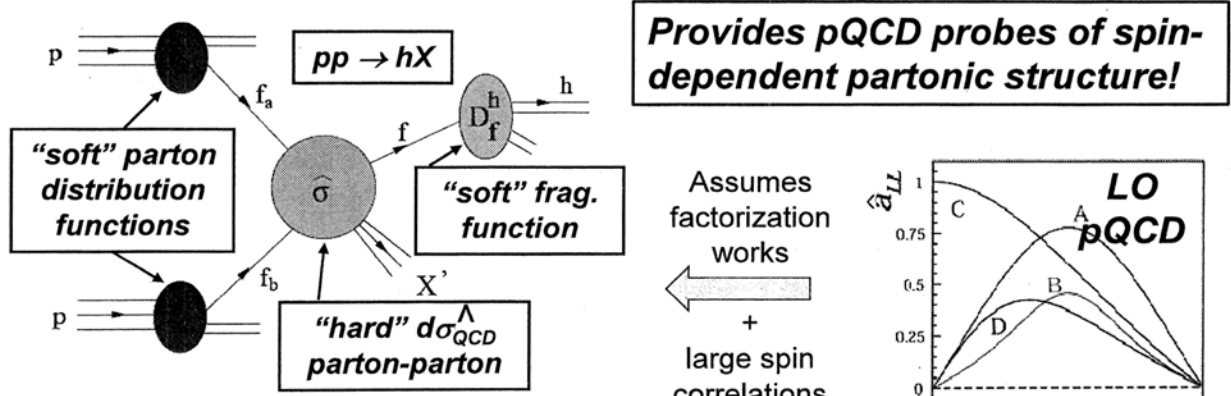 p
pp → hX
Provides pQCD probes of spin-
dependent partonic structure!
f_a
h
D_f^h
f
"soft" parton
distribution
functions
σ̂
"soft" frag.
function
f_b
p
X'
"hard" dσ̂_QCD
parton-parton
Assumes
factorization
works
+
large spin
correlations
â_LL
LO
pQCD
1
0.75
0.5
0.25
0
C
A
B
D